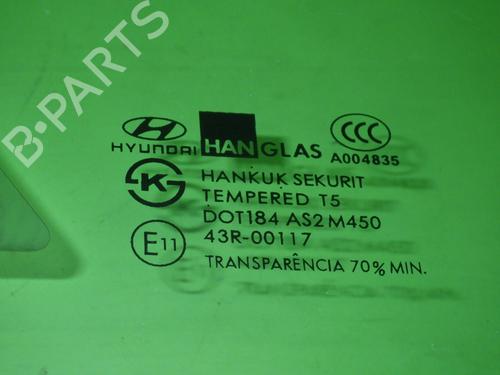 B-PARTS
HYUNDAI HANGLAS
CCC
A004835
HANKUK SEKURIT
TEMPERED T5
DOT184 AS2 M450
E11 43R-00117
TRANSPARÊNCIA 70% MIN.